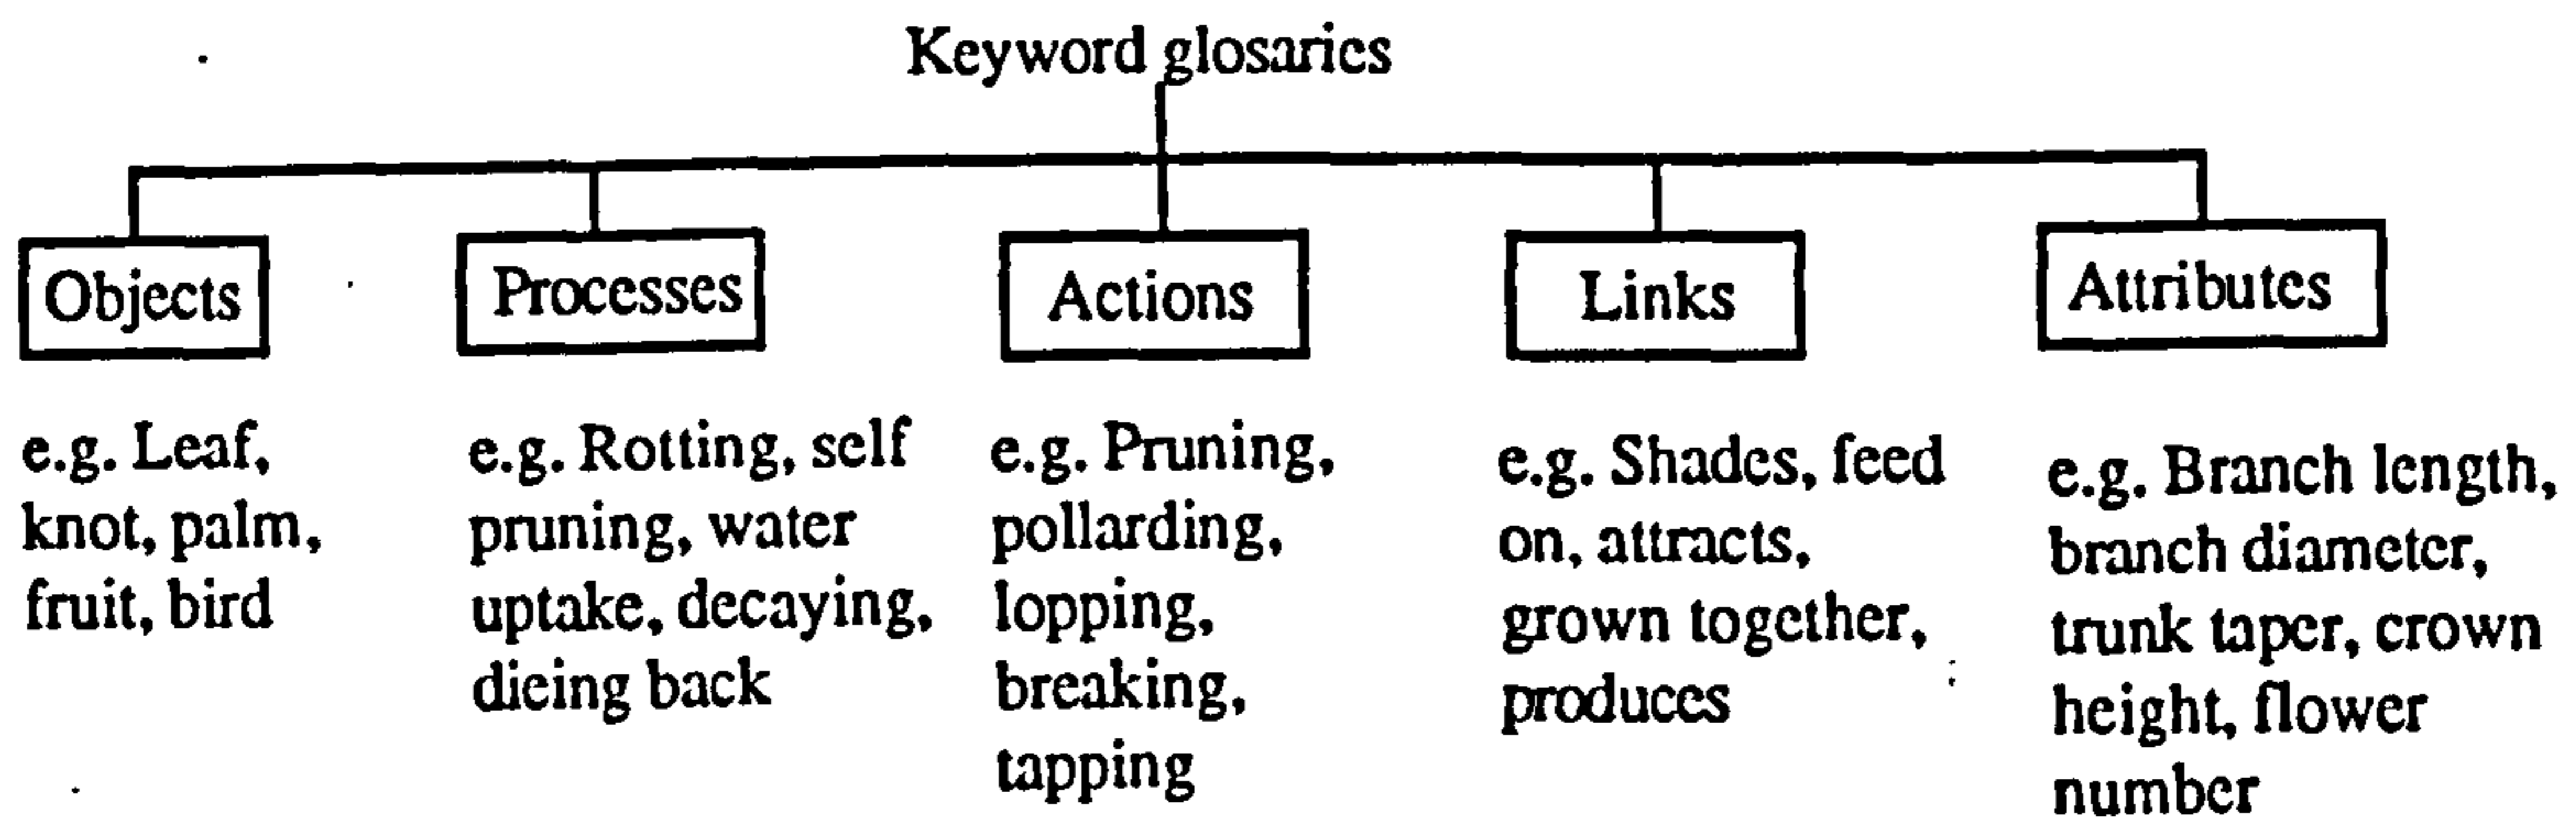 Keyword glosaries
Objects
Processes
Actions
Links
Attributes
e.g. Leaf,
knot, palm,
fruit, bird
e.g. Rotting, self
pruning, water
uptake, decaying,
dieing back
e.g. Pruning,
pollarding,
lopping,
breaking,
tapping
e.g. Shades, feed
on, attracts,
grown together,
produces
e.g. Branch length,
branch diameter,
trunk taper, crown
height, flower
number